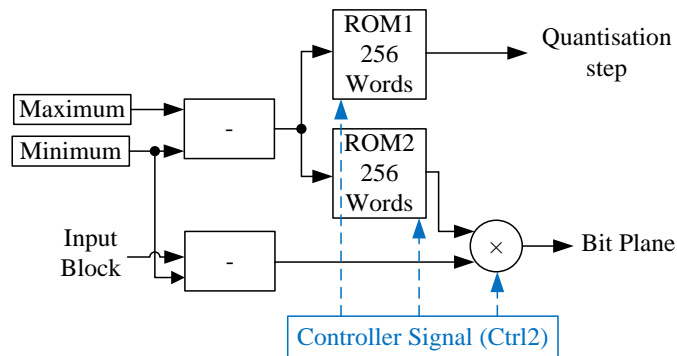 ROM1
256
Words
Quantisation
step
Maximum
-
Minimum
ROM2
256
Words
Input
Block
-
×
Bit Plane
Controller Signal (Ctrl2)